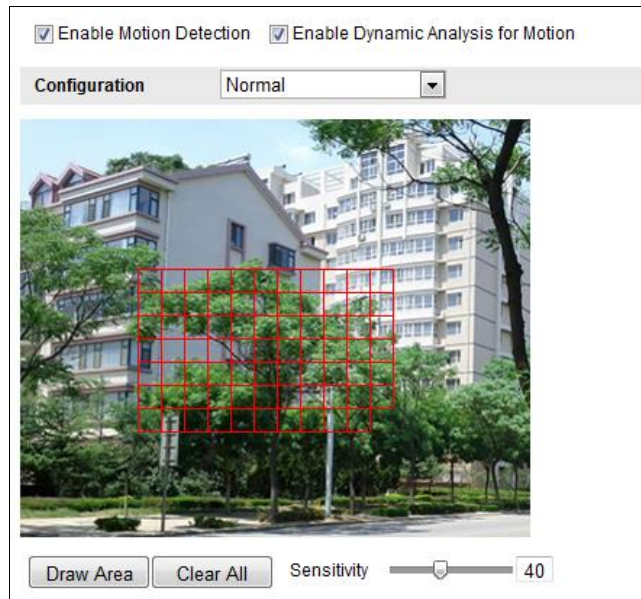 Enable Motion Detection Enable Dynamic Analysis for Motion
Configuration Normal
Draw Area Clear All Sensitivity 40